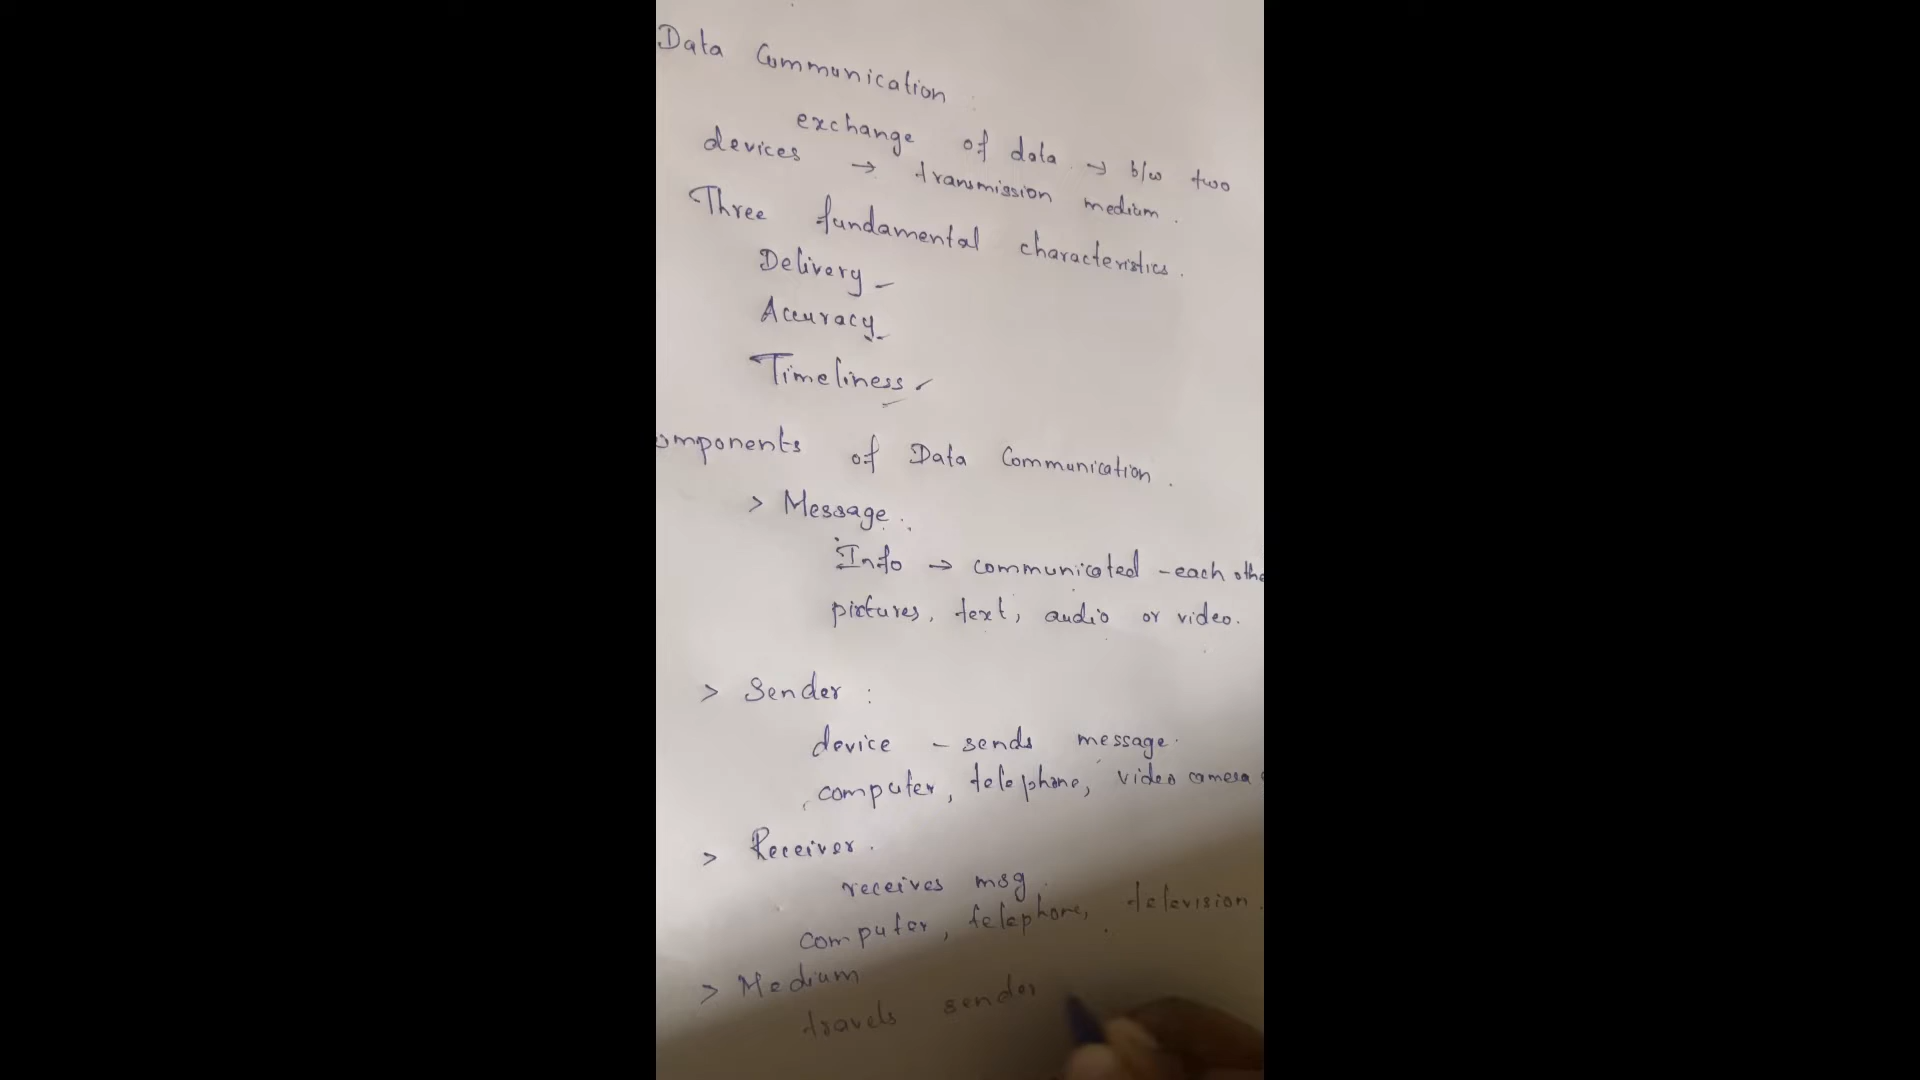 Data Communication :
exchange of data → b/w two
devices → transmission medium.
Three fundamental characteristics.
Delivery
Accuracy
Timeliness
omponents of Data Communication.
> Message.
Info → communicated - each othe
pictures, text, audio or video.
> Sender :
device - sends message.
computer, telephone, video camera
> Receiver.
receives msg.
computer, telephone, television.
> Medium
travels sender